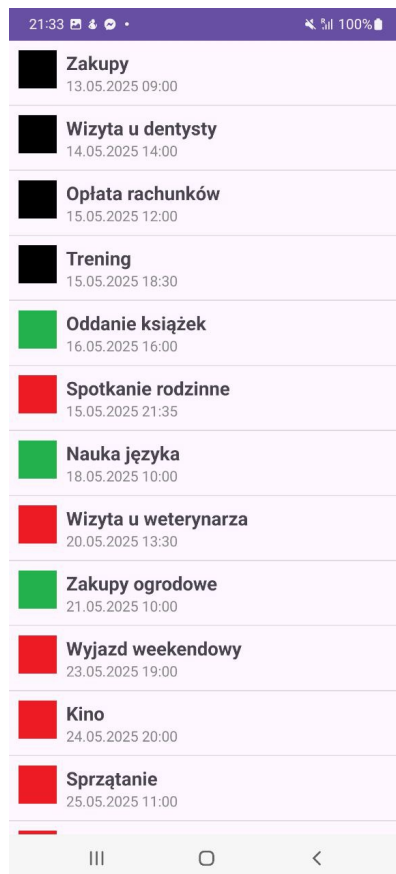 21:33 100%
Zakupy
13.05.2025 09:00
Wizyta u dentysty
14.05.2025 14:00
Opłata rachunków
15.05.2025 12:00
Trening
15.05.2025 18:30
Oddanie książek
16.05.2025 16:00
Spotkanie rodzinne
15.05.2025 21:35
Nauka języka
18.05.2025 10:00
Wizyta u weterynarza
20.05.2025 13:30
Zakupy ogrodowe
21.05.2025 10:00
Wyjazd weekendowy
23.05.2025 19:00
Kino
24.05.2025 20:00
Sprzątanie
25.05.2025 11:00